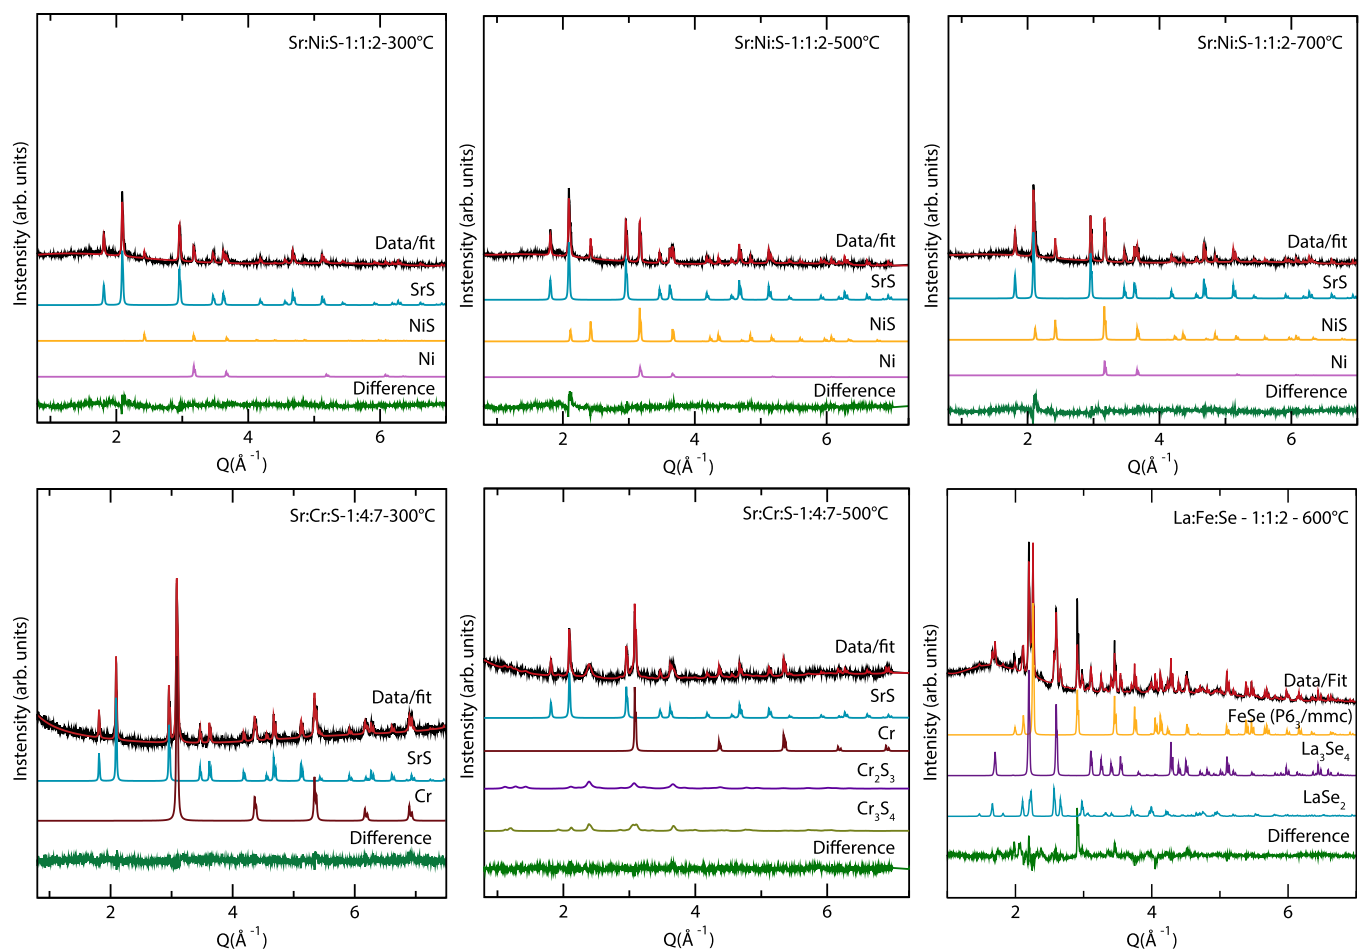 Sr:Ni:S-1:1:2-300°C
Instensity (arb. units)
Data/fit
SrS
NiS
Ni
Difference
2 4 6
Q(Å⁻¹)
Sr:Ni:S-1:1:2-500°C
Instensity (arb. units)
Data/fit
SrS
NiS
Ni
Difference
2 4 6
Q(Å⁻¹)
Sr:Ni:S-1:1:2-700°C
Instensity (arb. units)
Data/fit
SrS
NiS
Ni
Difference
2 4 6
Q(Å⁻¹)
Sr:Cr:S-1:4:7-300°C
Instensity (arb. units)
Data/fit
SrS
Cr
Difference
2 4 6
Q(Å⁻¹)
Sr:Cr:S-1:4:7-500°C
Instensity (arb. units)
Data/fit
SrS
Cr
Cr₂S₃
Cr₃S₄
Difference
2 4 6
Q(Å⁻¹)
La:Fe:Se - 1:1:2 - 600°C
Intenisty (arb. units)
Data/Fit
FeSe (P6₃/mmc)
La₃Se₄
LaSe₂
Difference
2 4 6
Q(Å⁻¹)